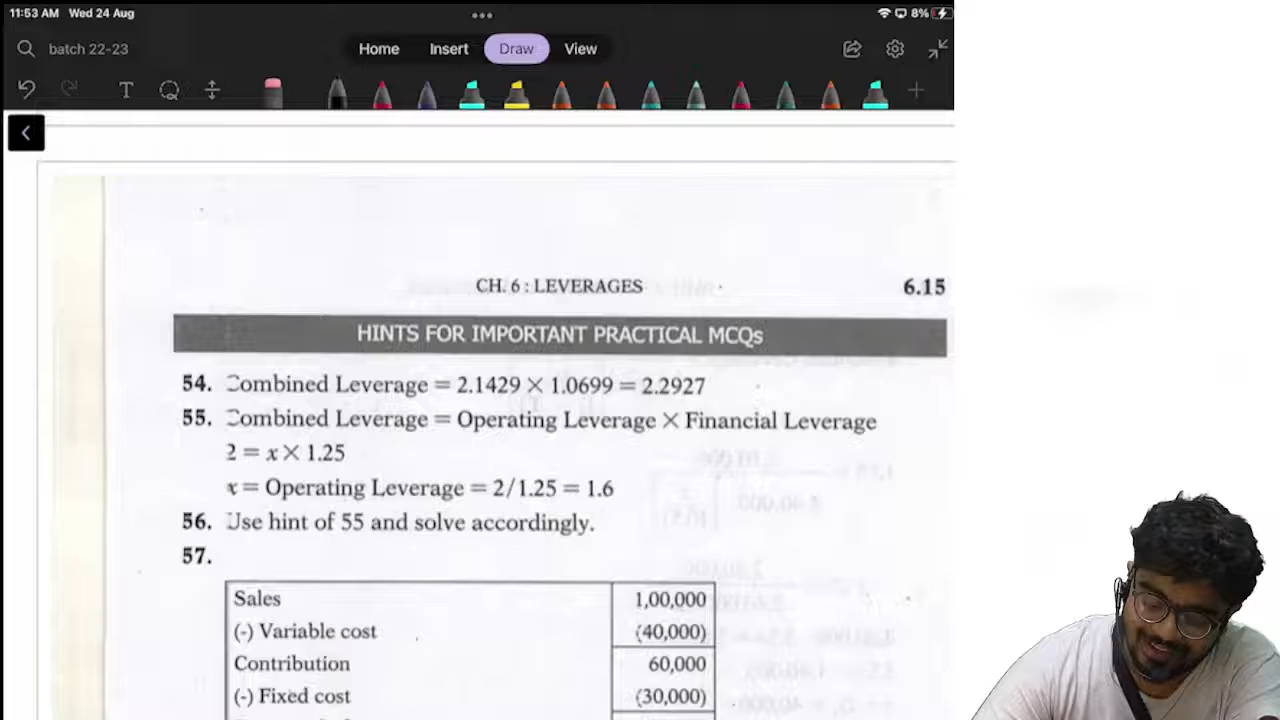 11:53 AM Wed 24 Aug
8%
batch 22-23
Home Insert Draw View
T
CH. 6 : LEVERAGES
6.15
HINTS FOR IMPORTANT PRACTICAL MCQs
54. Combined Leverage = 2.1429 × 1.0699 = 2.2927
55. Combined Leverage = Operating Leverage × Financial Leverage
2 = x × 1.25
x = Operating Leverage = 2/1.25 = 1.6
56. Use hint of 55 and solve accordingly.
57.
Sales 1,00,000
(-) Variable cost (40,000)
Contribution 60,000
(-) Fixed cost (30,000)